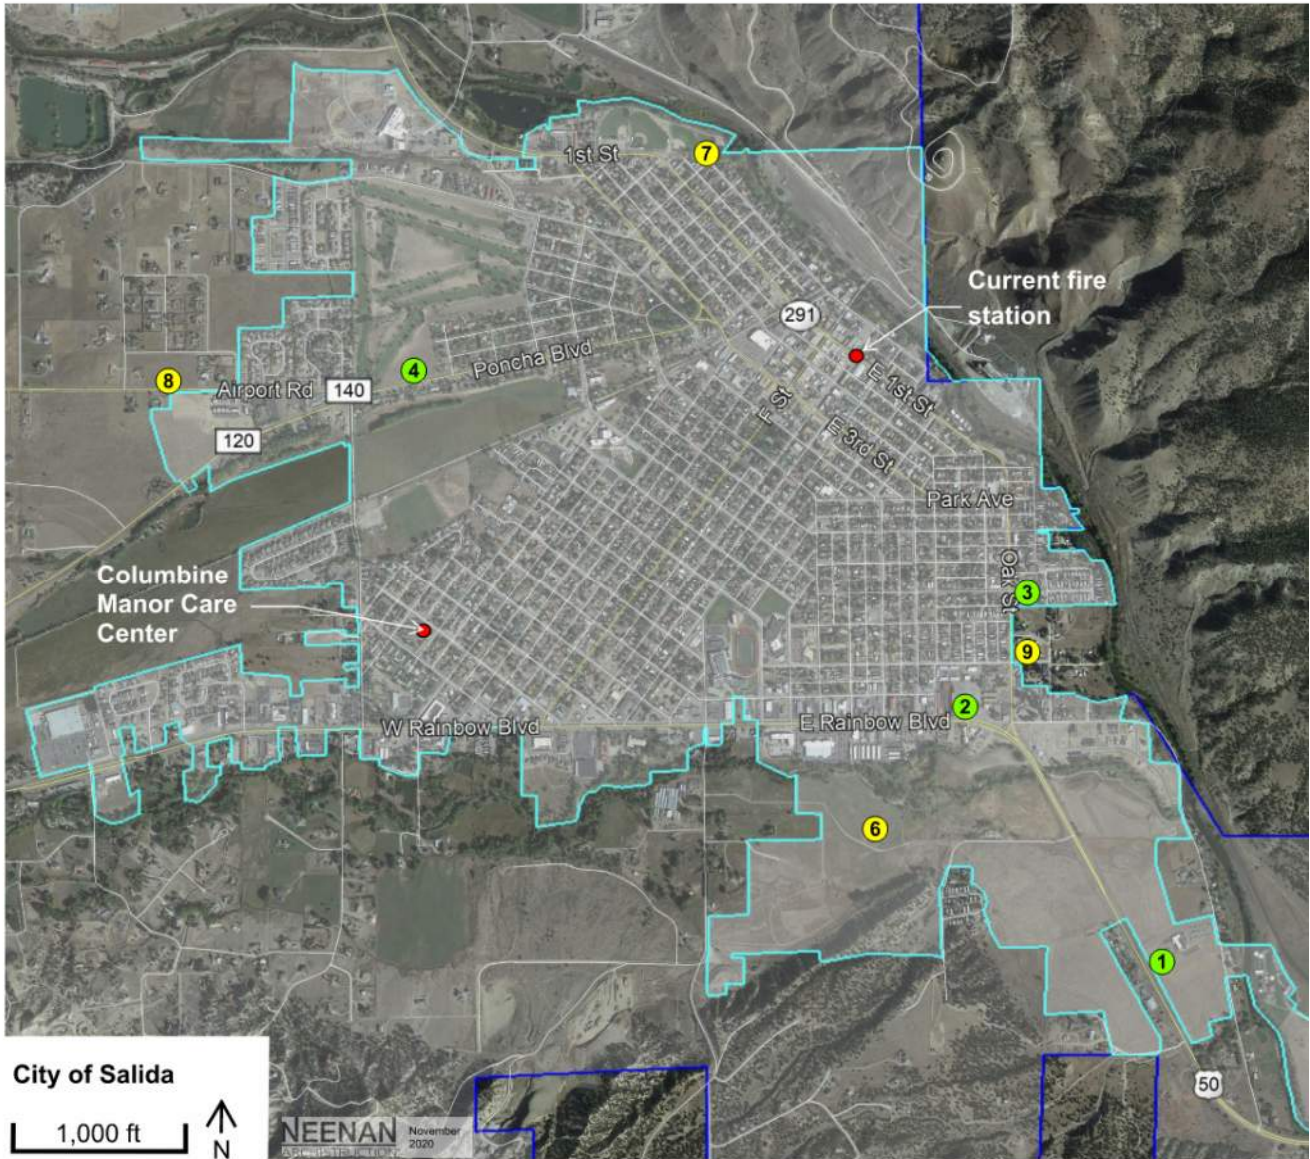 7
1st St
Current fire
station
291
4
Poncha Blvd
8
Airport Rd
140
E 1st St
F St
120
E 3rd St
Park Ave
Columbine
Manor Care
Center
Oak St
3
9
2
W Rainbow Blvd
E Rainbow Blvd
6
1
City of Salida
50
1,000 ft
N
NEENAN
November
2020
ARCHISTRUCTION